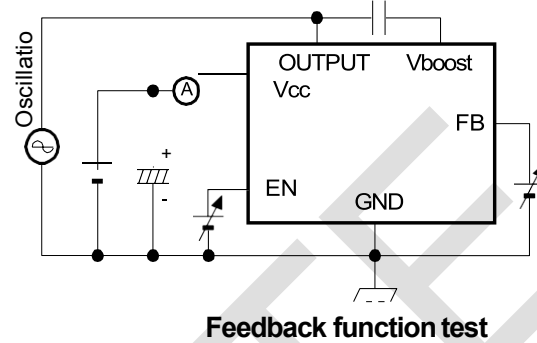 Oscillatio
A
OUTPUT Vboost
Vcc
FB
+
-
EN
GND
Feedback function test